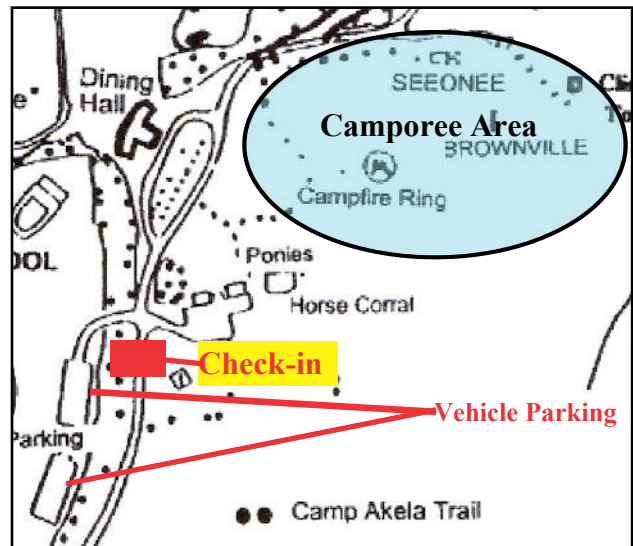 Dining
Hall
SEEONEE
Camporee Area
BROWNVILLE
Campfire Ring
Ponies
Horse Corral
Check-in
Vehicle Parking
Parking
Camp Akela Trail